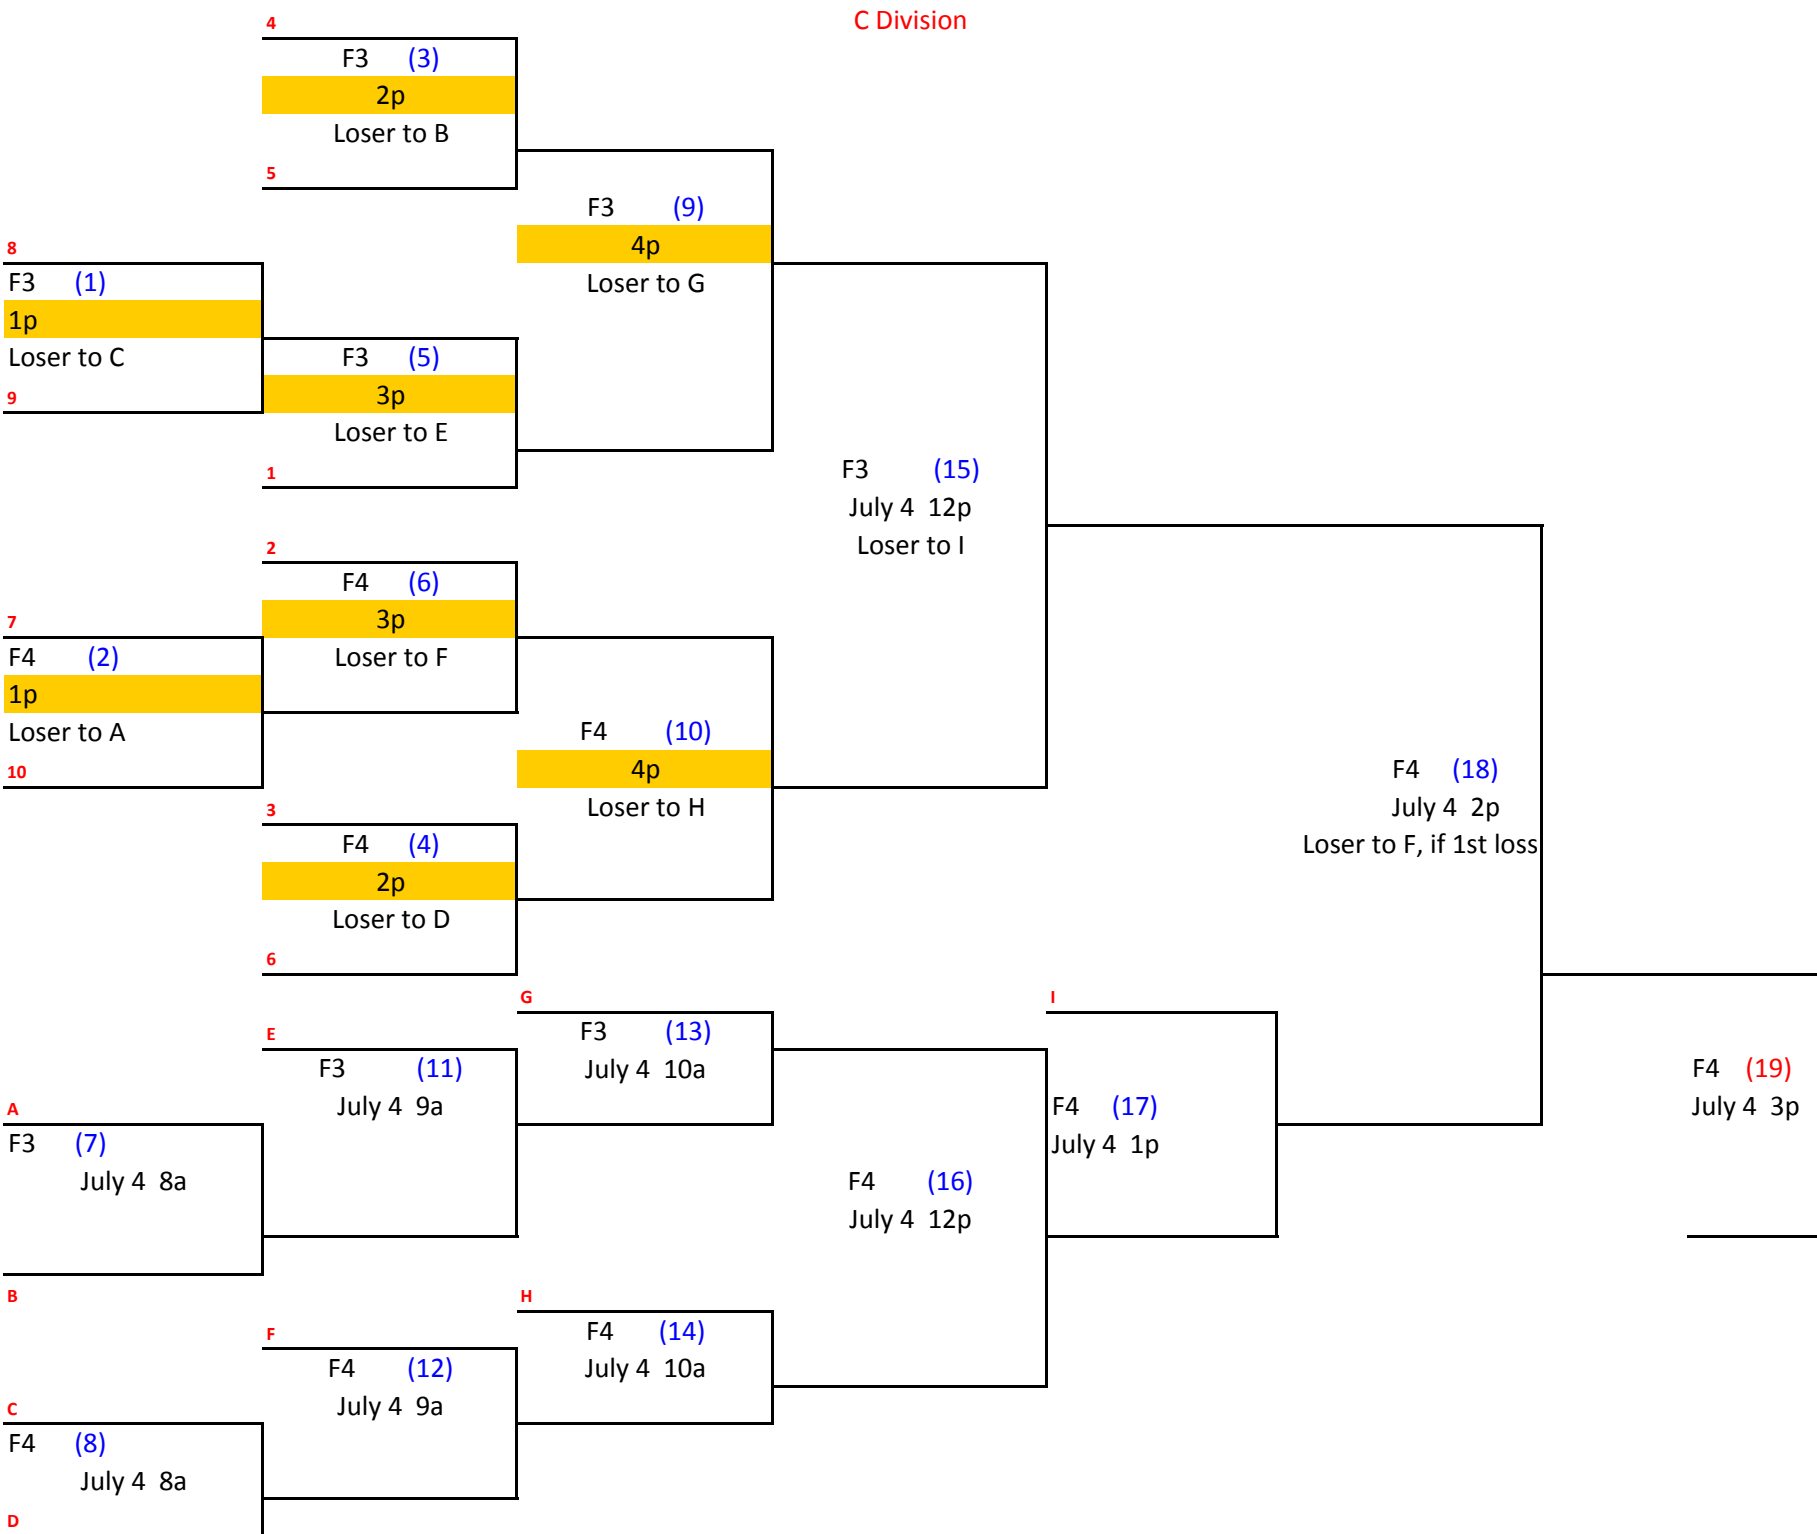 C Division
4
F3 (3)
2p
Loser to B
5
F3 (9)
4p
Loser to G
8
F3 (1)
1p
Loser to C
9
F3 (5)
3p
Loser to E
1
F3 (15)
July 4 12p
Loser to I
2
F4 (6)
3p
Loser to F
7
F4 (2)
1p
Loser to A
10
F4 (10)
4p
Loser to H
3
F4 (4)
2p
Loser to D
6
F4 (18)
July 4 2p
Loser to F, if 1st loss
G
F3 (13)
July 4 10a
I
E
F3 (11)
July 4 9a
A
F3 (7)
July 4 8a
B
F4 (17)
July 4 1p
F4 (19)
July 4 3p
F4 (16)
July 4 12p
H
F4 (14)
July 4 10a
F
F4 (12)
July 4 9a
C
F4 (8)
July 4 8a
D